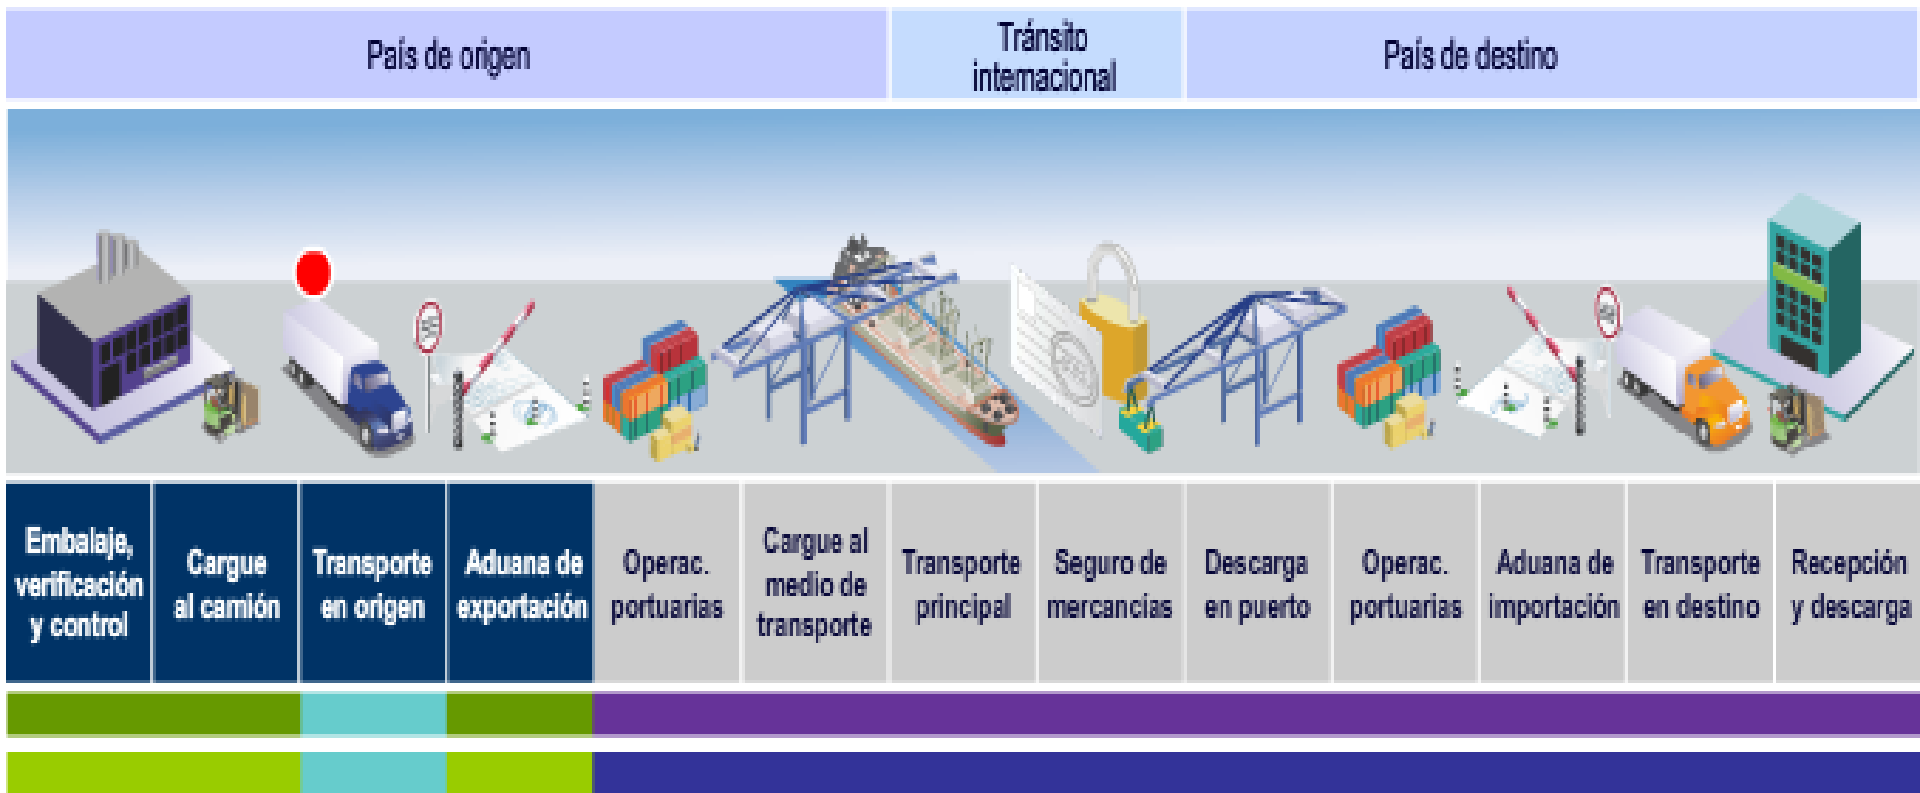 País de origen
Tránsito
internacional
País de destino
Embalaje,
verificación
y control
Cargue
al camión
Transporte
en origen
Aduana de
exportación
Operac.
portuarias
Cargue al
medio de
transporte
Transporte
principal
Seguro de
mercancías
Descarga
en puerto
Operac.
portuarias
Aduana de
importación
Transporte
en destino
Recepción
y descarga